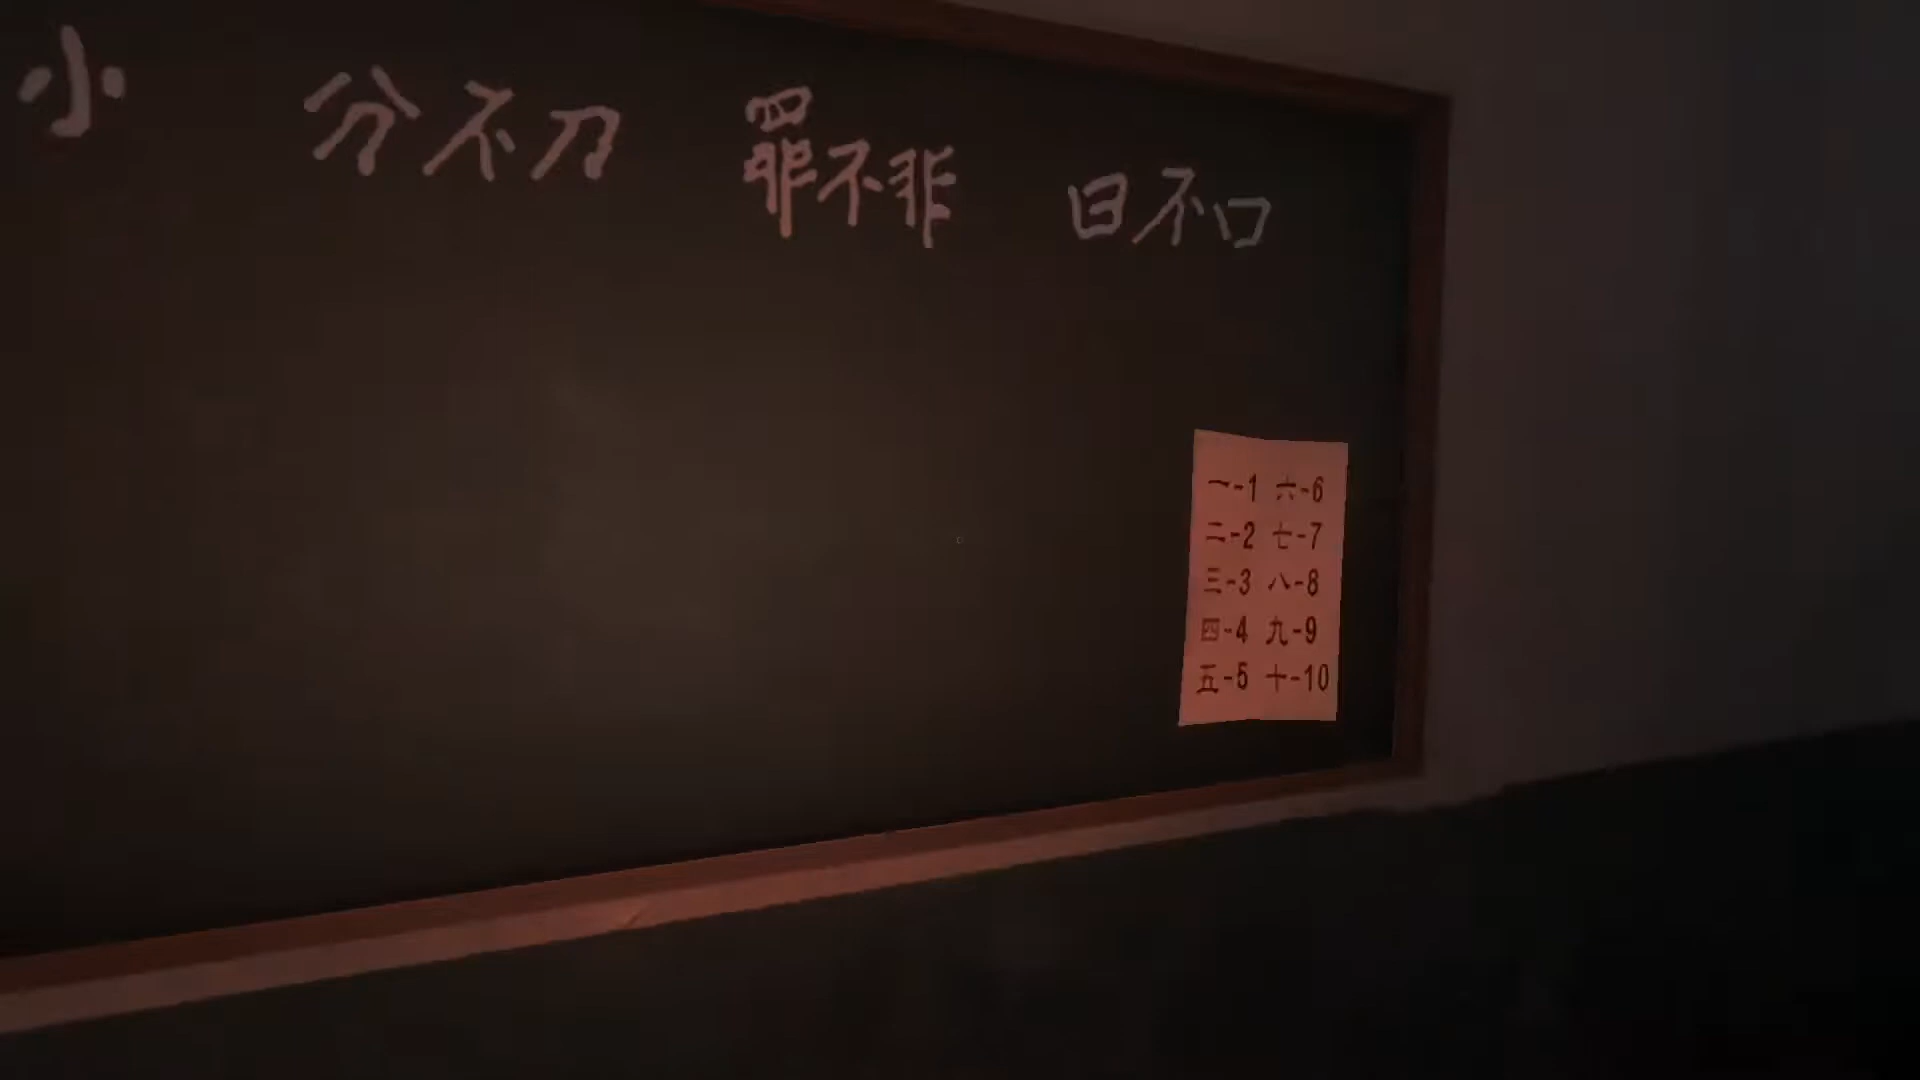 小 分不刀 罪不非 日不口
一-1 六-6
二-2 七-7
三-3 八-8
四-4 九-9
五-5 十-10